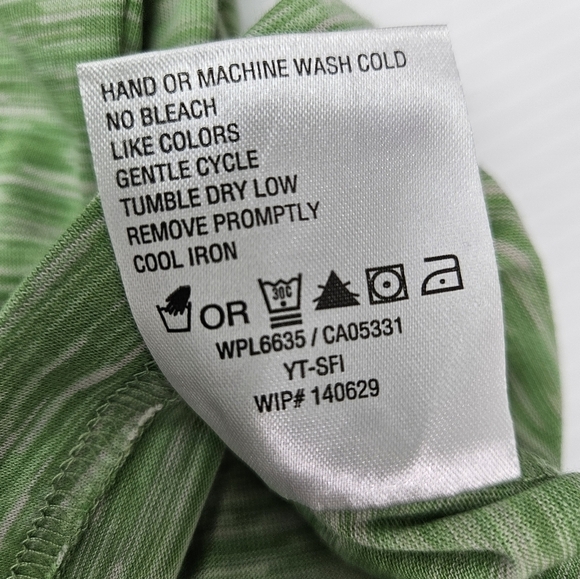 HAND OR MACHINE WASH COLD
NO BLEACH
LIKE COLORS
GENTLE CYCLE
TUMBLE DRY LOW
REMOVE PROMPTLY
COOL IRON
OR 30C
WPL6635 / CA05331
YT-SFI
WIP# 140629